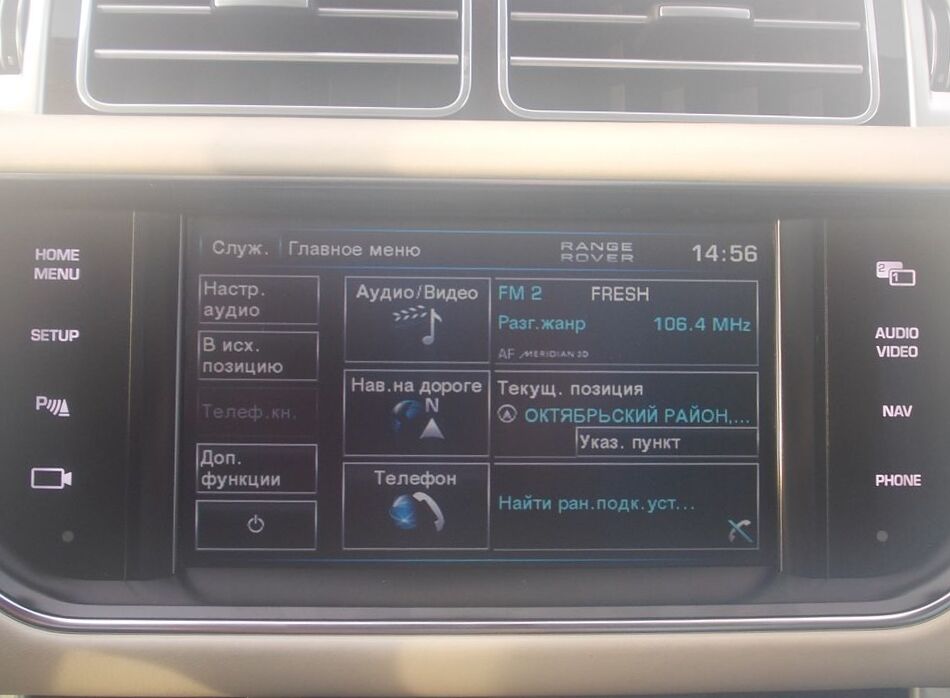 HOME
MENU
SETUP
P
Служ. Главное меню RANGE
ROVER 14:56
Настр.
аудио
В исх.
позицию
Телеф.кн.
Доп.
функции
Аудио/Видео
Нав.на дороге
N
Телефон
FM 2 FRESH
Разг.жанр 106.4 MHz
AF MERIDIAN 3D
Текущ. позиция
ОКТЯБРЬСКИЙ РАЙОН,...
Указ. пункт
Найти ран.подк.уст...
2
1
AUDIO
VIDEO
NAV
PHONE